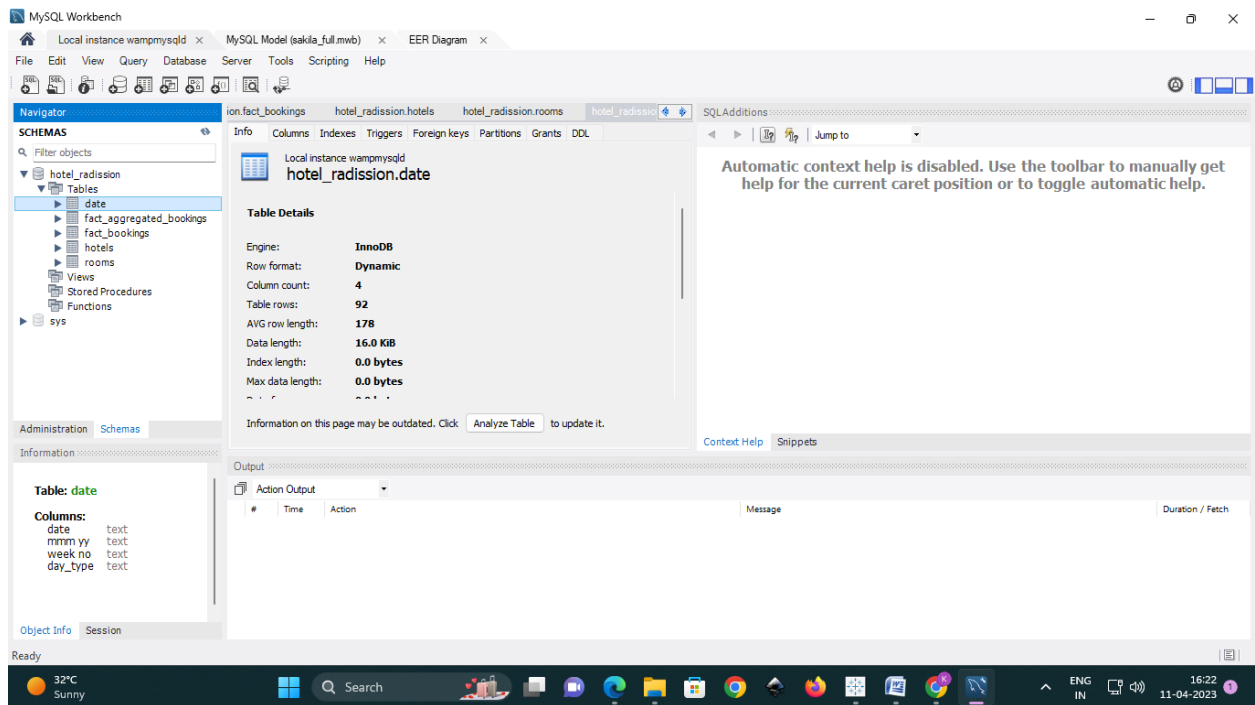 MySQL Workbench
Local instance wampmysqld × MySQL Model (sakila_full.mwb) × EER Diagram ×
File Edit View Query Database Server Tools Scripting Help
Navigator
SCHEMAS
Filter objects
hotel_radission
Tables
date
fact_aggregated_bookings
fact_bookings
hotels
rooms
Views
Stored Procedures
Functions
sys
Administration Schemas
Information
Table: date
Columns:
date text
mmm yy text
week no text
day_type text
Object Info Session
ion.fact_bookings hotel_radission.hotels hotel_radission.rooms hotel_radission
Info Columns Indexes Triggers Foreign keys Partitions Grants DDL
Local instance wampmysqld
hotel_radission.date
Table Details
Engine: InnoDB
Row format: Dynamic
Column count: 4
Table rows: 92
AVG row length: 178
Data length: 16.0 KiB
Index length: 0.0 bytes
Max data length: 0.0 bytes
Information on this page may be outdated. Click Analyze Table to update it.
SQLAdditions
Jump to
Automatic context help is disabled. Use the toolbar to manually get
help for the current caret position or to toggle automatic help.
Context Help Snippets
Output
Action Output
# Time Action Message Duration / Fetch
Ready
32°C
Sunny
Search
ENG
IN
16:22
11-04-2023
1